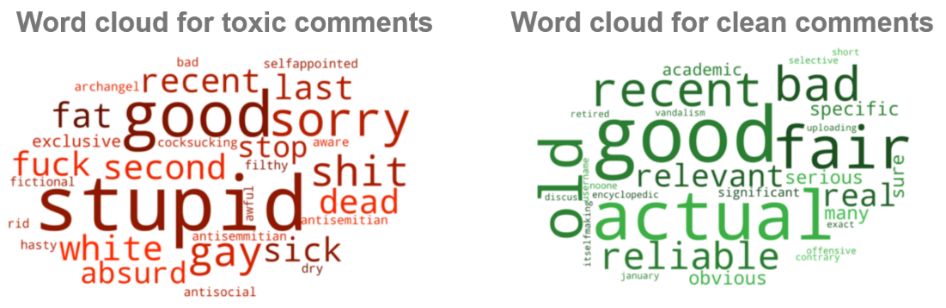 Word cloud for toxic comments
bad
selfappointed
archangel
recent
last
fat
good
sorry
exclusive
cocksucking
stop
aware
fuck
second
filthy
shit
fictional
stupid
awful
dead
rid
antisemitian
hasty
white
antisemmitian
gay
sick
absurd
dry
antisocial
Word cloud for clean comments
short
selective
academic
recent
bad
specific
retired
vandalism
good
uploading
fair
old
relevant
serious
sure
username
noone
encyclopedic
significant
real
discuss
actual
many
exact
itselfmaking
reliable
offensive
contrary
january
obvious